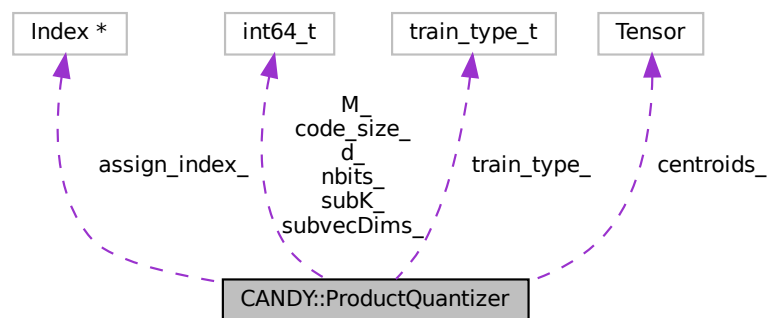 Index *
int64_t
train_type_t
Tensor
assign_index_
M_
code_size_
d_
nbits_
subK_
subvecDims_
train_type_
centroids_
CANDY::ProductQuantizer